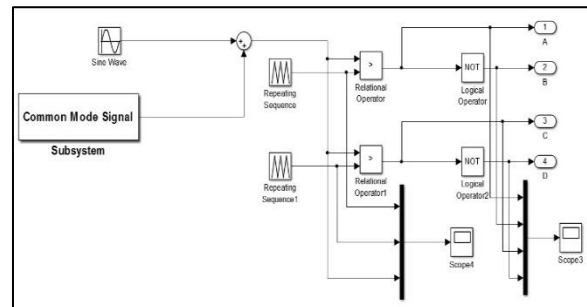 1
A
Sine Wave
>
NOT
2
B
Repeating
Sequence
Relational
Operator
Logical
Operator
Common Mode Signal
Subsystem
3
C
>
NOT
4
D
Repeating
Sequence1
Relational
Operator1
Logical
Operator2
Scope4
Scope3